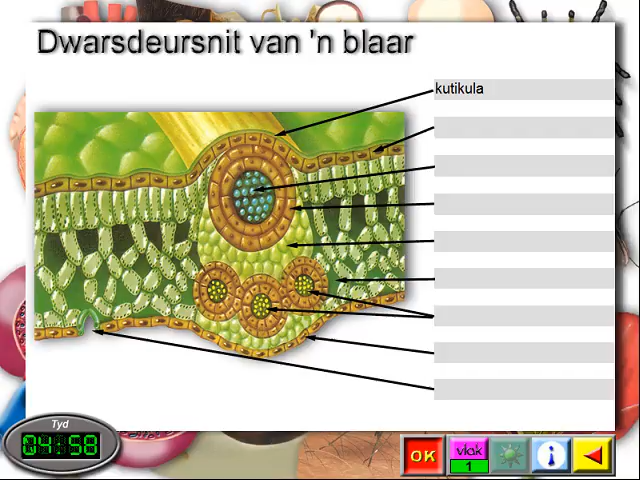 Dwarsdeursnit van 'n blaar
kutikula
Tyd
04:58
OK
vlak
1
i